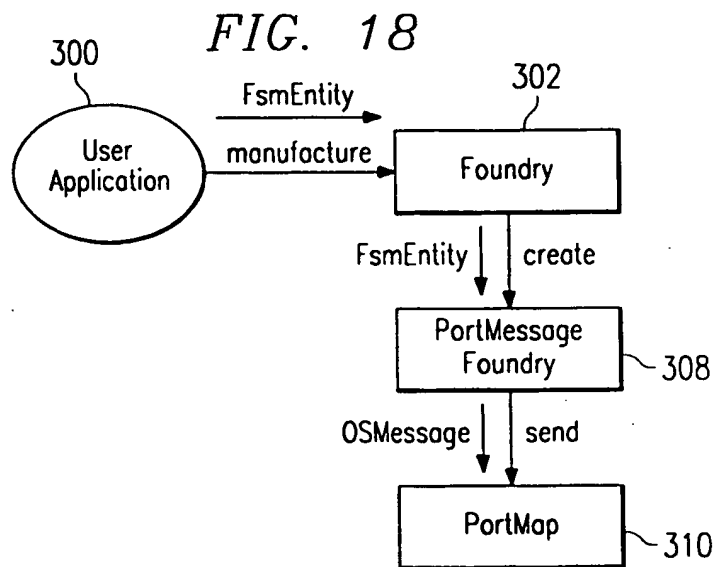 FIG. 18
300
FsmEntity
302
User
Application
manufacture
Foundry
FsmEntity
create
PortMessage
Foundry
308
OSMessage
send
PortMap
310